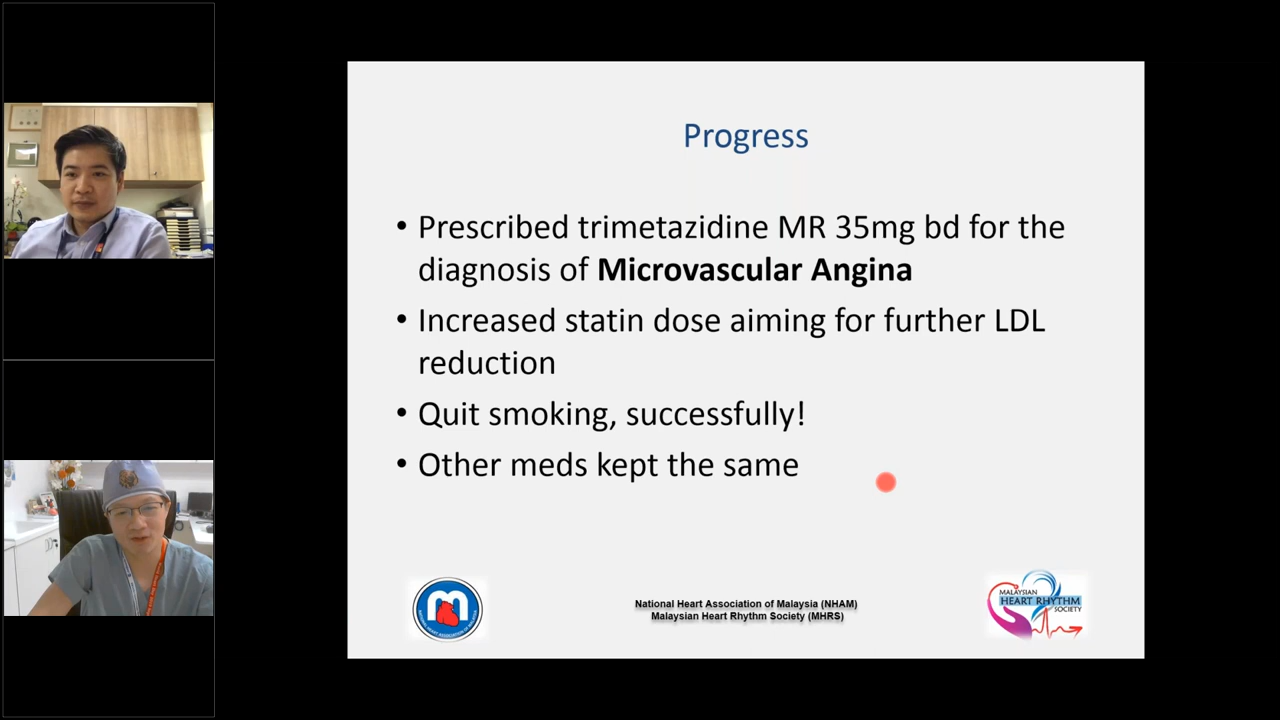 Progress
• Prescribed trimetazidine MR 35mg bd for the
diagnosis of Microvascular Angina
• Increased statin dose aiming for further LDL
reduction
• Quit smoking, successfully!
• Other meds kept the same
National Heart Association of Malaysia (NHAM)
Malaysian Heart Rhythm Society (MHRS)
MALAYSIAN
HEART RHYTHM
SOCIETY